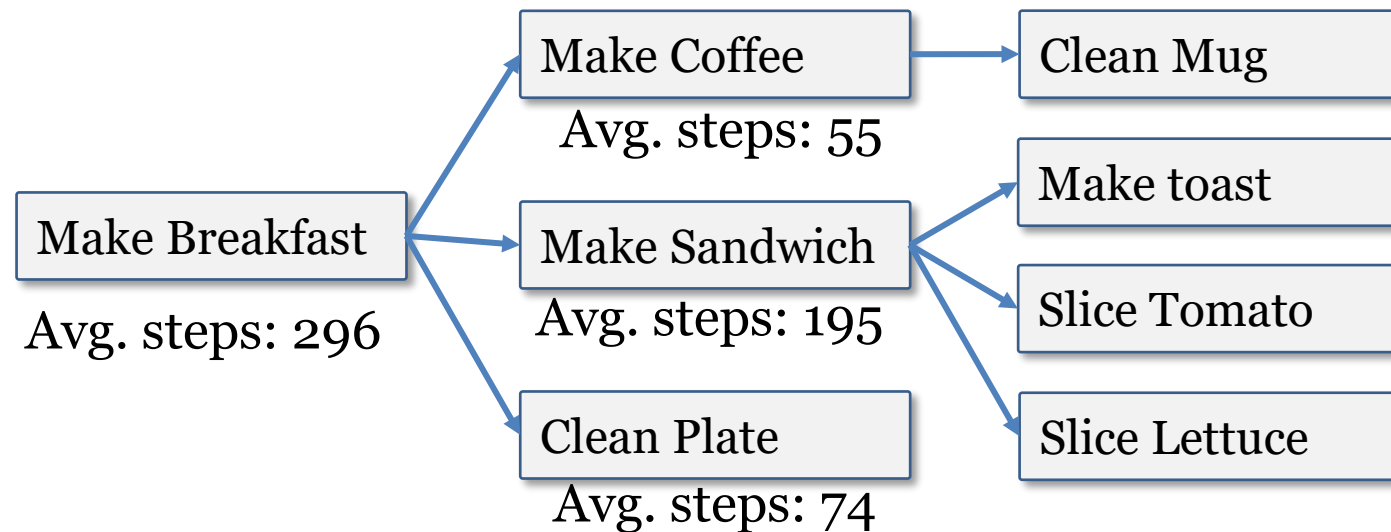 Make Coffee
Clean Mug
Avg. steps: 55
Make toast
Make Breakfast
Make Sandwich
Avg. steps: 296
Avg. steps: 195
Slice Tomato
Clean Plate
Slice Lettuce
Avg. steps: 74